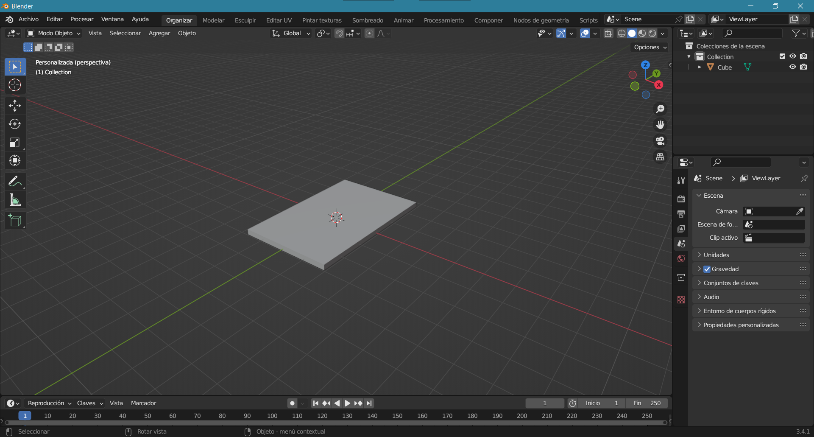 Blender
Archivo Editar Procesar Ventana Ayuda Organizar Modelar Esculpir Editar UV Pintar texturas Sombreado Animar Procesamiento Componer Nodos de geometría Scripts Scene ViewLayer
Modo Objeto Vista Seleccionar Agregar Objeto Global
Opciones
Personalizada (perspectiva)
(1) Collection
Z
Y
X
Colecciones de la escena
Collection
Cube
Scene ViewLayer
Escena
Cámara
Escena de fo...
Clip activo
Unidades
Gravedad
Conjuntos de claves
Audio
Entorno de cuerpos rígidos
Propiedades personalizadas
Reproducción Claves Vista Marcador 1 Inicio 1 Fin 250
1 10 20 30 40 50 60 70 80 90 100 110 120 130 140 150 160 170 180 190 200 210 220 230 240 250
Seleccionar Rotar vista Objeto - menú contextual 3.4.1